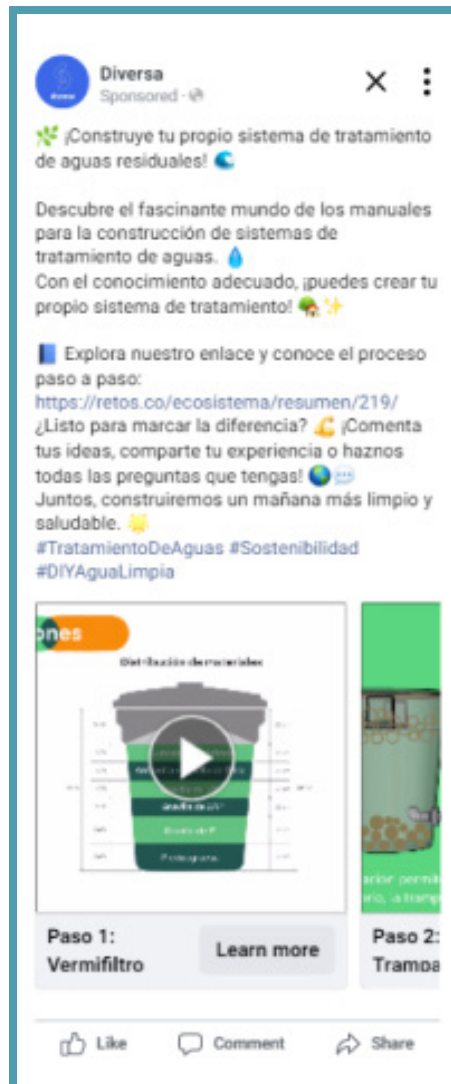 Diversa
Sponsored ·
¡Construye tu propio sistema de tratamiento
de aguas residuales!
Descubre el fascinante mundo de los manuales
para la construcción de sistemas de
tratamiento de aguas.
Con el conocimiento adecuado, ¡puedes crear tu
propio sistema de tratamiento!
Explora nuestro enlace y conoce el proceso
paso a paso:
https://retos.co/ecosistema/resumen/219/
¿Listo para marcar la diferencia? ¡Comenta
tus ideas, comparte tu experiencia o haznos
todas las preguntas que tengas!
Juntos, construiremos un mañana más limpio y
saludable.
#TratamientoDeAguas #Sostenibilidad
#DIYAguaLimpia
ones
Distribución de materiales
Paso 1:
Vermifiltro
Learn more
Paso 2:
Trampa
Like
Comment
Share